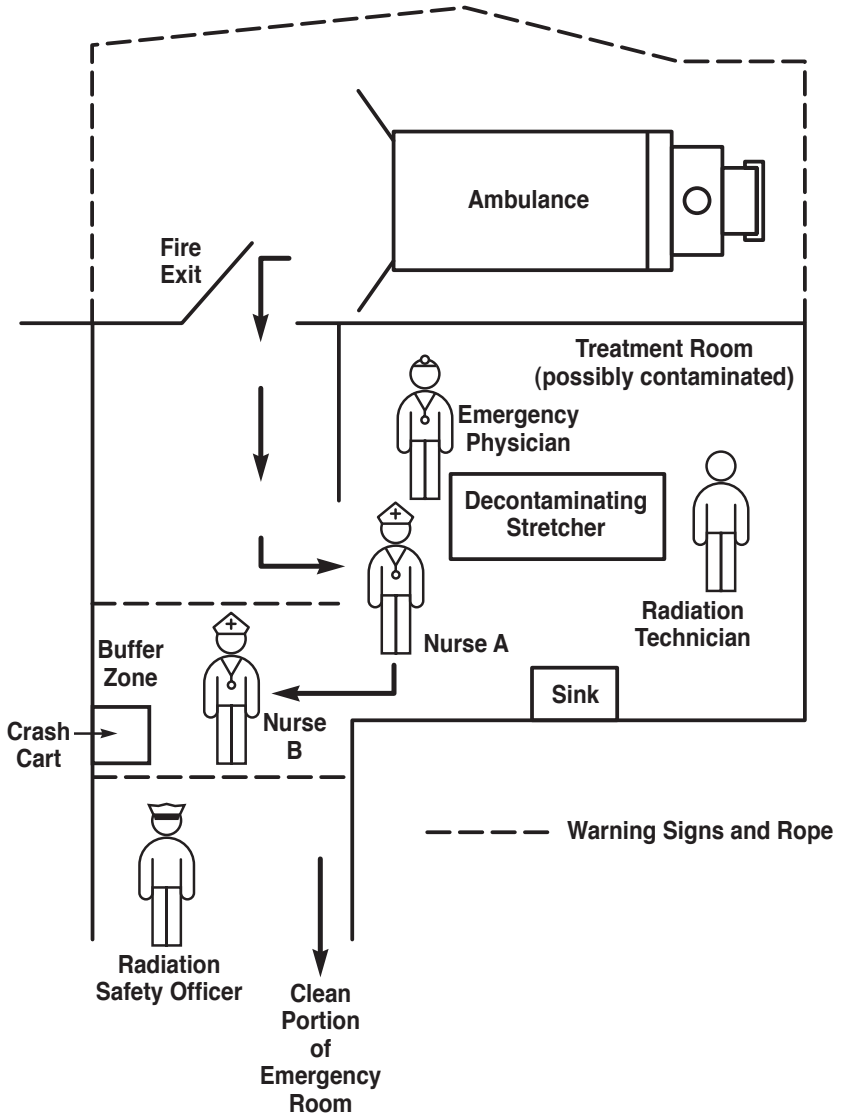 Ambulance
Fire
Exit
Treatment Room
(possibly contaminated)
Emergency
Physician
Decontaminating
Stretcher
Radiation
Technician
Nurse A
Buffer
Zone
Sink
Nurse
B
Crash
Cart
Warning Signs and Rope
Radiation
Safety Officer
Clean
Portion
of
Emergency
Room